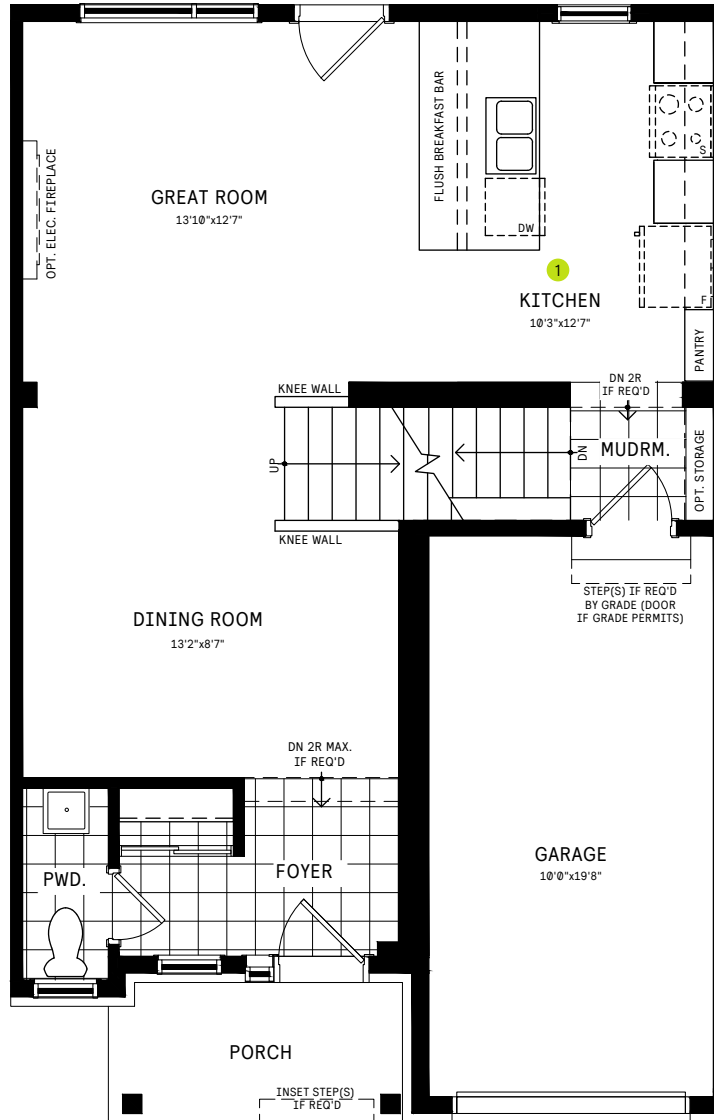 FLUSH BREAKFAST BAR
S
OPT. ELEC. FIREPLACE
GREAT ROOM
13'10"x12'7"
DW
1
KITCHEN
10'3"x12'7"
F
PANTRY
KNEE WALL
DN 2R
IF REQ'D
UP
DN
MUDRM.
OPT. STORAGE
KNEE WALL
STEP(S) IF REQ'D
BY GRADE (DOOR
IF GRADE PERMITS)
DINING ROOM
13'2"x8'7"
DN 2R MAX.
IF REQ'D
PWD.
FOYER
GARAGE
10'0"x19'8"
PORCH
INSET STEP(S)
IF REQ'D